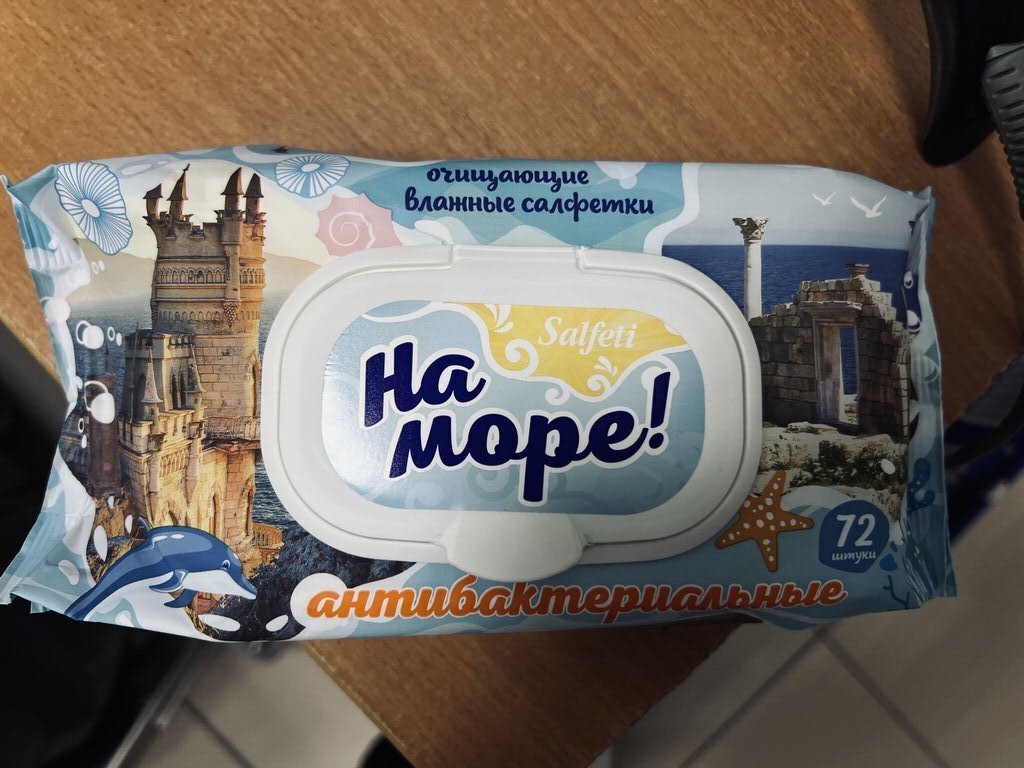 очищающие
влажные салфетки
Salfeti
На
море!
72
штуки
антибактериальные